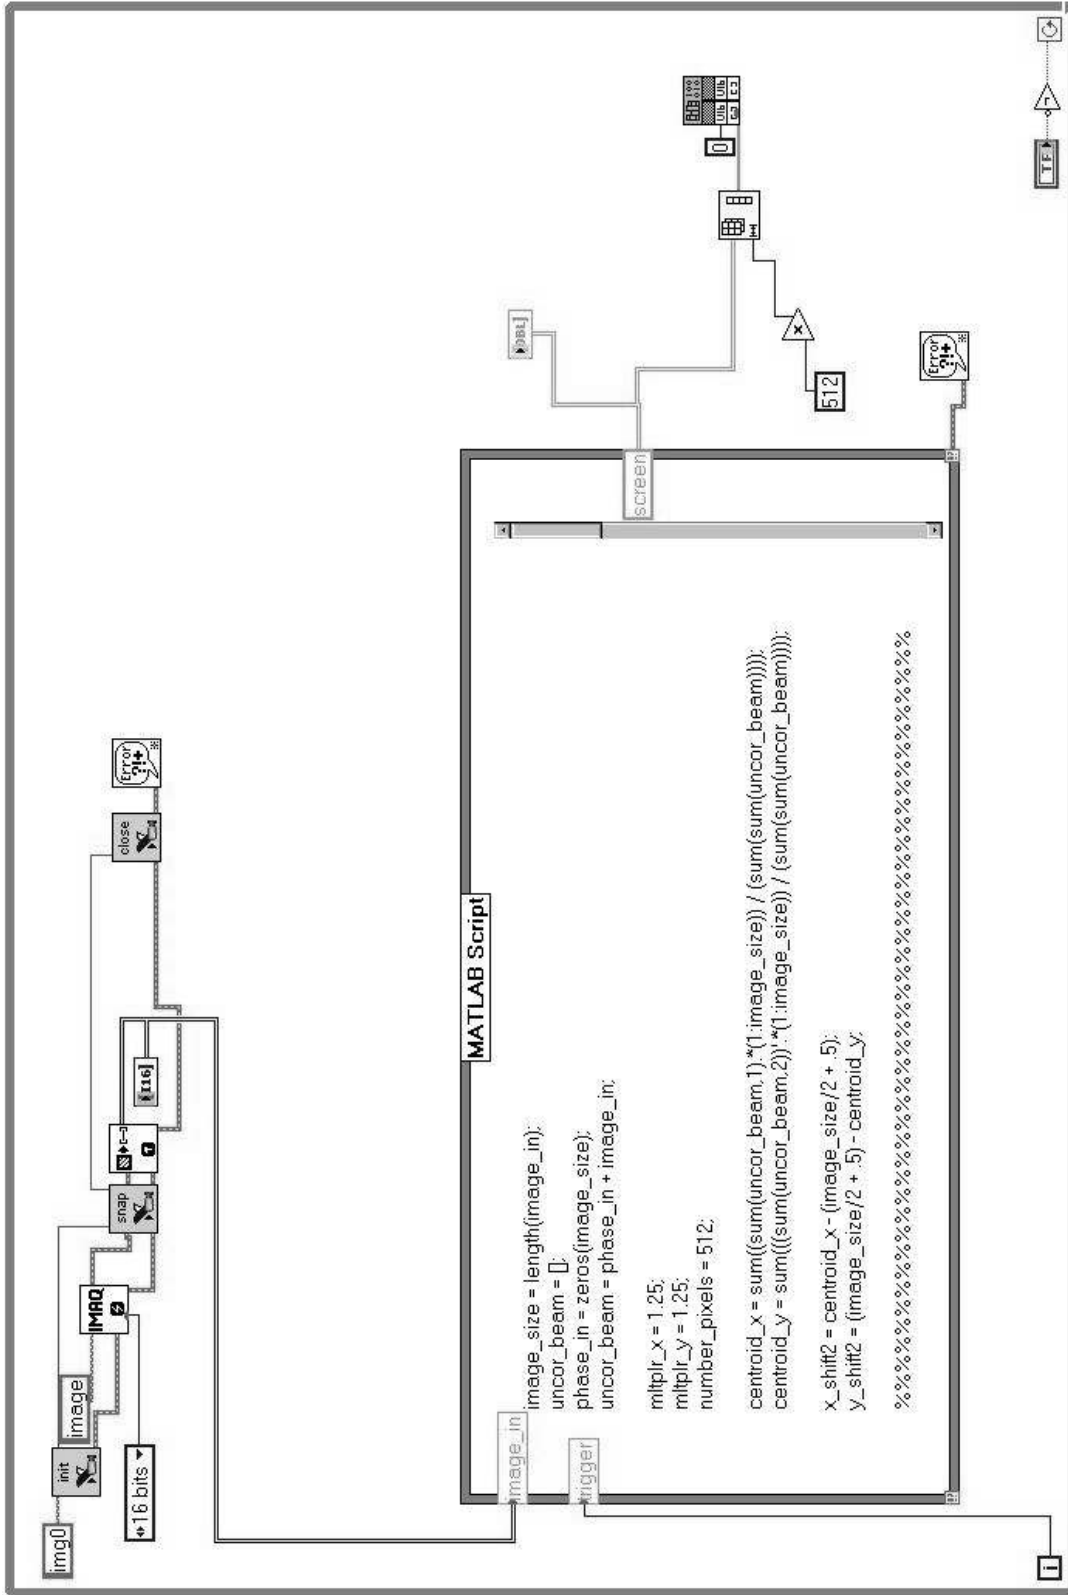 img0
init
image
16 bits
IMAQ
snap
[I16]
close
Error
?!+
MATLAB Script
image_in
trigger
image_size = length(image_in);
uncor_beam = [];
phase_in = zeros(image_size);
uncor_beam = phase_in + image_in;
mltplr_x = 1.25;
mltplr_y = 1.25;
number_pixels = 512;
centroid_x = sum((sum(uncor_beam,1).*(1:image_size)) / (sum(sum(uncor_beam))));
centroid_y = sum(((sum(uncor_beam,2))'.*(1:image_size)) / (sum(sum(uncor_beam))));
x_shift2 = centroid_x - (image_size/2 + .5);
y_shift2 = (image_size/2 + .5) - centroid_y;
%%%%%%%%%%%%%%%%%%%%%%%%%%%%%%%%%%%%%%%%%%%%%%%%
screen
DBL]
512
x
0
Error
?!+
i
TF